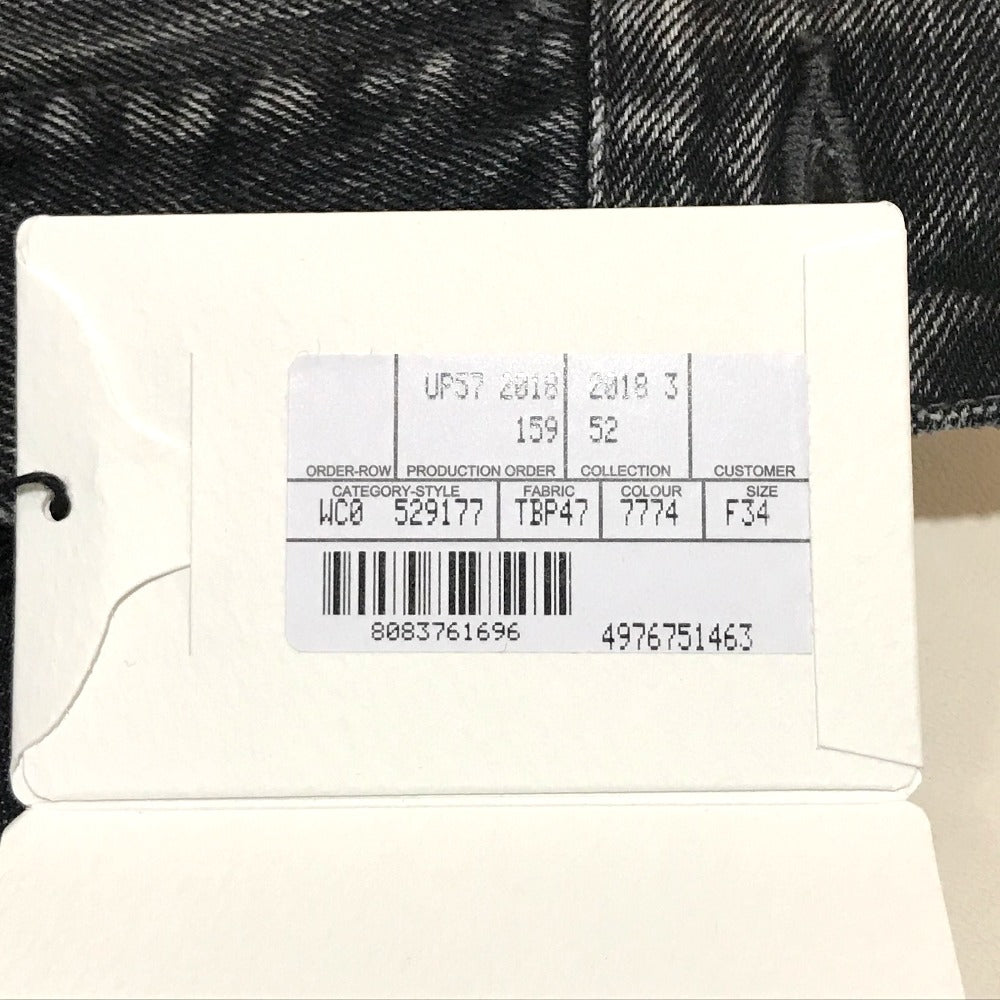 UP57 2018 2018 3
159 52
ORDER-ROW PRODUCTION ORDER COLLECTION CUSTOMER
CATEGORY-STYLE FABRIC COLOUR SIZE
WC0 529177 TBP47 7774 F34
8083761696 4976751463